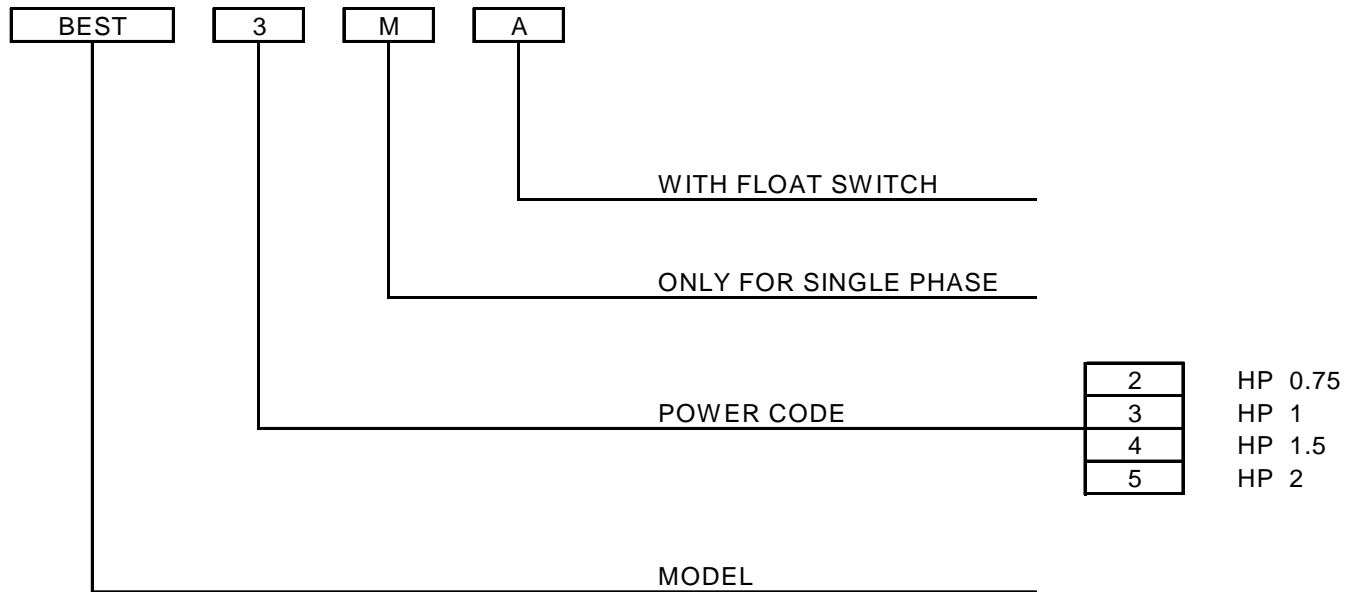 BEST 3 M A
WITH FLOAT SWITCH
ONLY FOR SINGLE PHASE
2 HP 0.75
POWER CODE 3 HP 1
4 HP 1.5
5 HP 2
MODEL